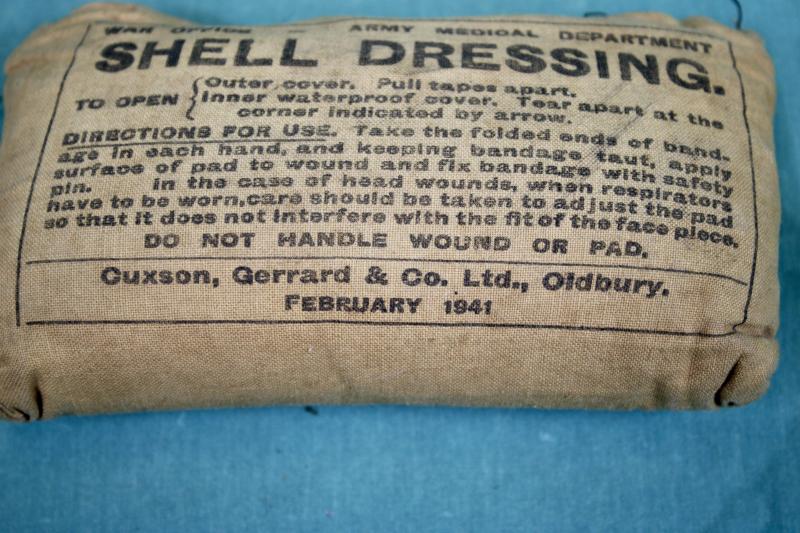 WAR OFFICE — ARMY MEDICAL DEPARTMENT
SHELL DRESSING.
TO OPEN { Outer cover. Pull tapes apart.
Inner waterproof cover. Tear apart at the
corner indicated by arrow.
DIRECTIONS FOR USE. Take the folded ends of band-
age in each hand, and keeping bandage taut, apply
surface of pad to wound and fix bandage with safety
pin. In the case of head wounds, when respirators
have to be worn,care should be taken to adjust the pad
so that it does not interfere with the fit of the face piece.
DO NOT HANDLE WOUND OR PAD.
Cuxson, Gerrard & Co. Ltd., Oldbury.
FEBRUARY 1941